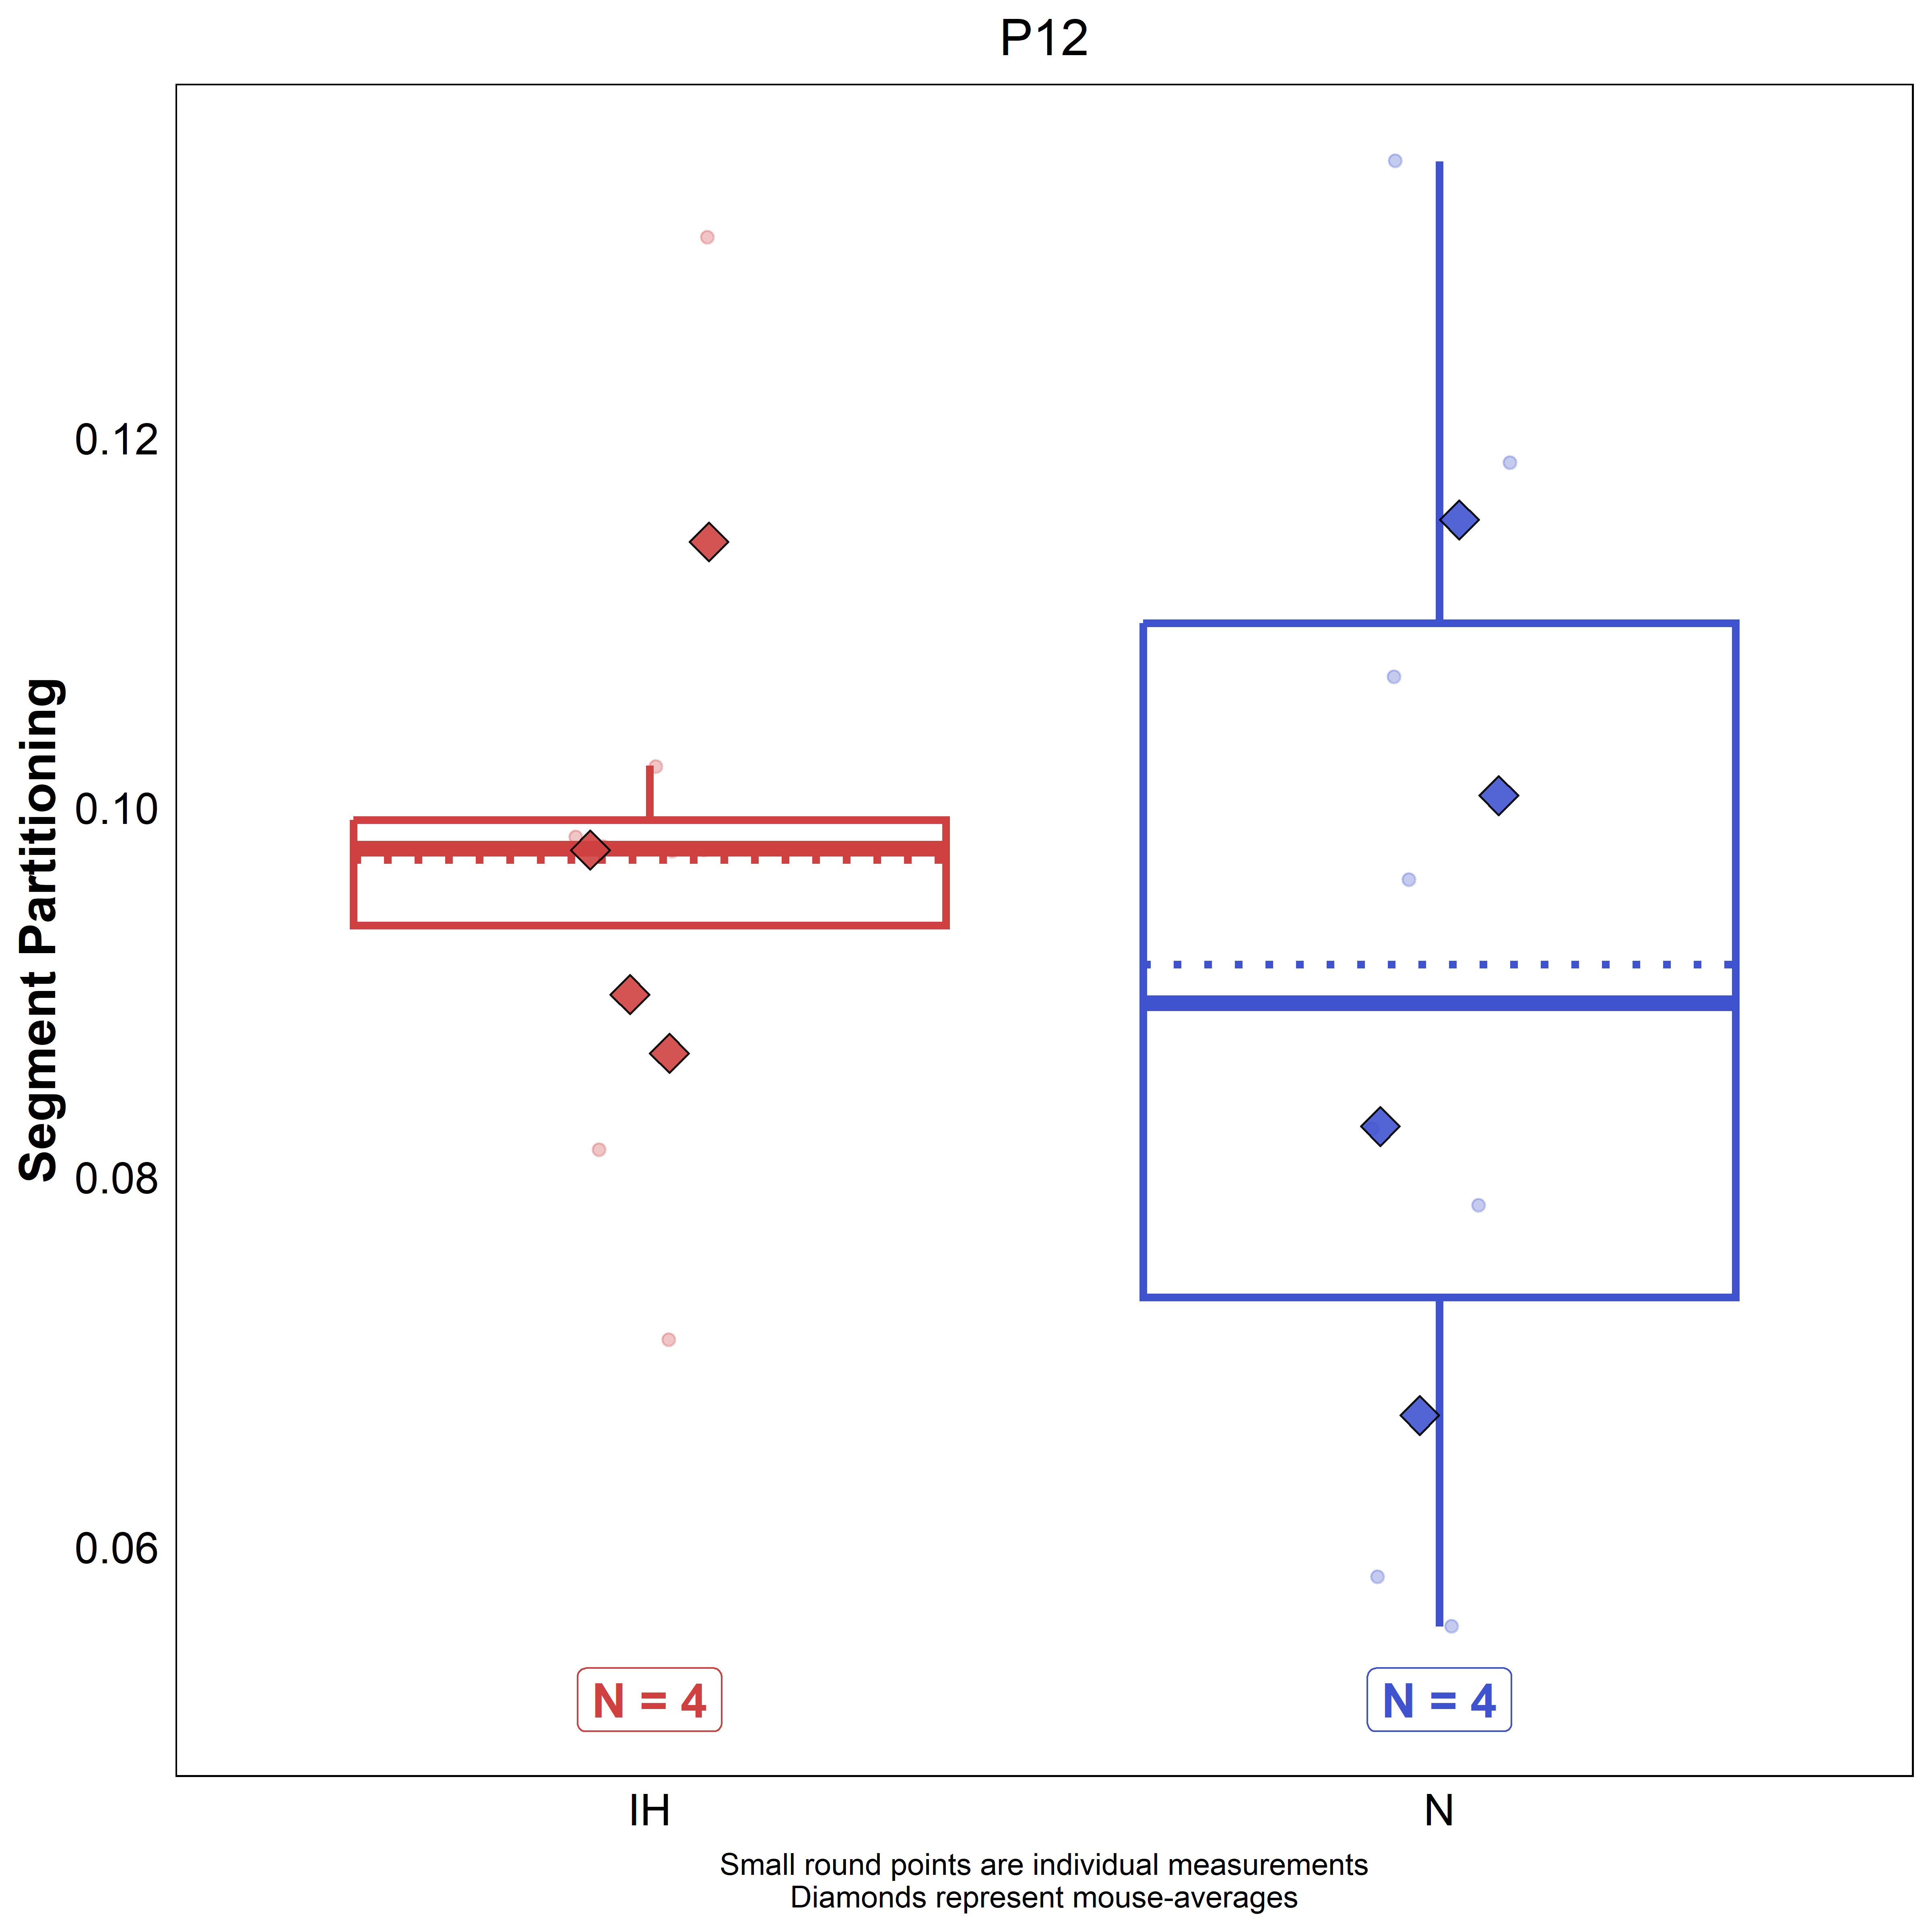 P12
Segment Partitioning
0.12
0.10
0.08
0.06
N = 4
N = 4
IH
N
Small round points are individual measurements
Diamonds represent mouse-averages